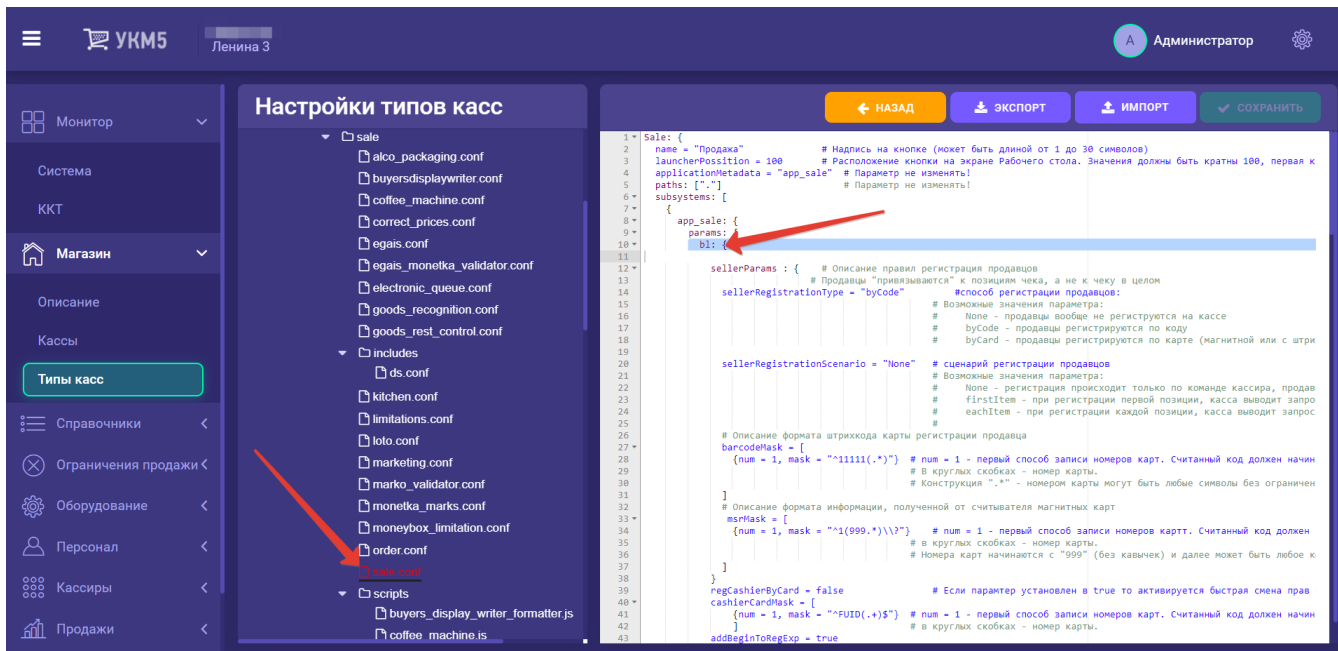 УКМ5
Ленина 3
А
Администратор
Монитор
Система
ККТ
Магазин
Описание
Кассы
Типы касс
Справочники
Ограничения продажи
Оборудование
Персонал
Кассиры
Продажи
Настройки типов касс
sale
alco_packaging.conf
buyersdisplaywriter.conf
coffee_machine.conf
correct_prices.conf
egais.conf
egais_monetka_validator.conf
electronic_queue.conf
goods_recognition.conf
goods_rest_control.conf
includes
ds.conf
kitchen.conf
limitations.conf
loto.conf
marketing.conf
marko_validator.conf
monetka_marks.conf
moneybox_limitation.conf
order.conf
sale.conf
scripts
buyers_display_writer_formatter.js
coffee_machine.js
НАЗАД
ЭКСПОРТ
ИМПОРТ
СОХРАНИТЬ
1 Sale: {
2 name = "Продажа" # Надпись на кнопке (может быть длиной от 1 до 30 символов)
3 launcherPossition = 100 # Расположение кнопки на экране Рабочего стола. Значения должны быть кратны 100, первая к
4 applicationMetadata = "app_sale" # Параметр не изменять!
5 paths: ["."] # Параметр не изменять!
6 subsystems: [
7 {
8 app_sale: {
9 params: {
10 bl: {
11
12 sellerParams : { # Описание правил регистрация продавцов
13 # Продавцы "привязываются" к позициям чека, а не к чеку в целом
14 sellerRegistrationType = "byCode" #способ регистрации продавцов:
15 # Возможные значения параметра:
16 # None - продавцы вообще не региструются на кассе
17 # byCode - продавцы регистрируются по коду
18 # byCard - продавцы регистрируются по карте (магнитной или с штри
19
20 sellerRegistrationScenario = "None" # сценарий регистрации продавцов
21 # Возможные значения параметра:
22 # None - регистрация происходит только по команде кассира, продав
23 # firstItem - при регистрации первой позиции, касса выводит запро
24 # eachItem - при регистрации каждой позиции, касса выводит запрос
25 #
26 # Описание формата штрихкода карты регистрации продавца
27 barcodeMask = [
28 {num = 1, mask = "^11111(.*)"} # num = 1 - первый способ записи номеров карт. Считанный код должен начин
29 # В круглых скобках - номер карты.
30 # Конструкция ".*" - номером карты могут быть любые символы без ограничен
31 ]
32 # Описание формата информации, полученной от считывателя магнитных карт
33 msrMask = [
34 {num = 1, mask = "^1(999.*)\\?"} # num = 1 - первый способ записи номеров картт. Считанный код должен
35 # в круглых скобках - номер карты.
36 # Номера карт начинаются с "999" (без кавычек) и далее может быть любое к
37 ]
38 }
39 regCashierByCard = false # Если парамтер установлен в true то активируется быстрая смена прав
40 cashierCardMask = [
41 {num = 1, mask = "^FUID(.+)$"} # num = 1 - первый способ записи номеров карт. Считанный код должен начин
42 ] # в круглых скобках - номер карты.
43 addBeginToRegExp = true